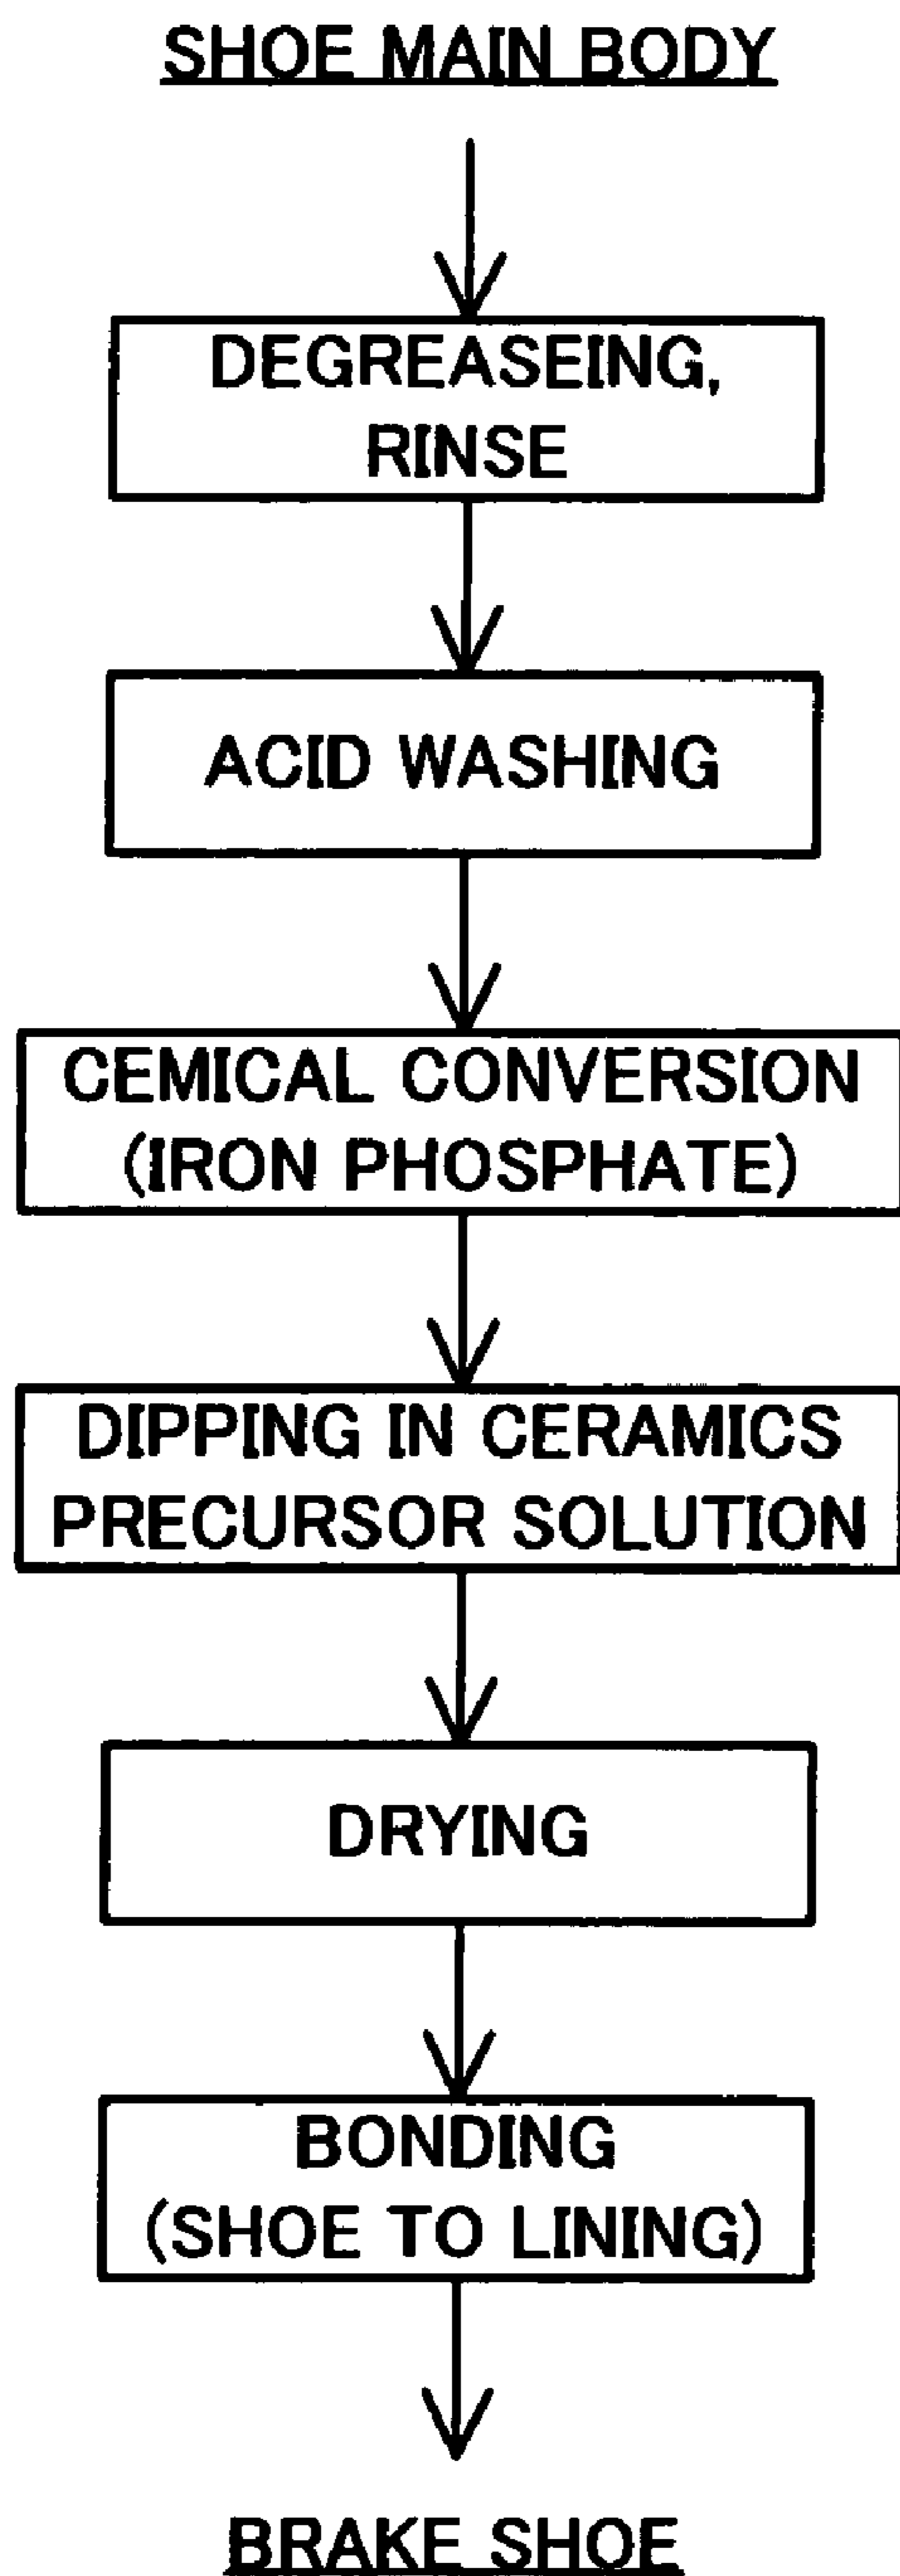 SHOE MAIN BODY
DEGREASEING,
RINSE
ACID WASHING
CEMICAL CONVERSION
(IRON PHOSPHATE)
DIPPING IN CERAMICS
PRECURSOR SOLUTION
DRYING
BONDING
(SHOE TO LINING)
BRAKE SHOE